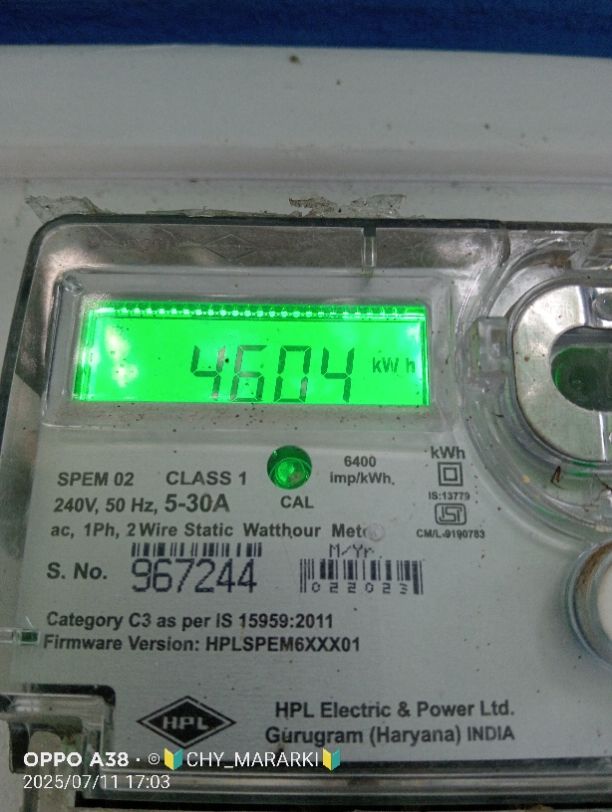 4604 kWh
SPEM 02 CLASS 1
6400 imp/kWh,
kWh
240V, 50 Hz, 5-30A
CAL
IS:13779
ac, 1Ph, 2 Wire Static Watthour Meter
CM/L-9190783
M/Yr.
S. No. 967244
022023
Category C3 as per IS 15959:2011
Firmware Version: HPLSPEM6XXX01
HPL
HPL Electric & Power Ltd.
Gurugram (Haryana) INDIA
OPPO A38 · ©🔰CHY_MARARKI🔰
2025/07/11 17:03